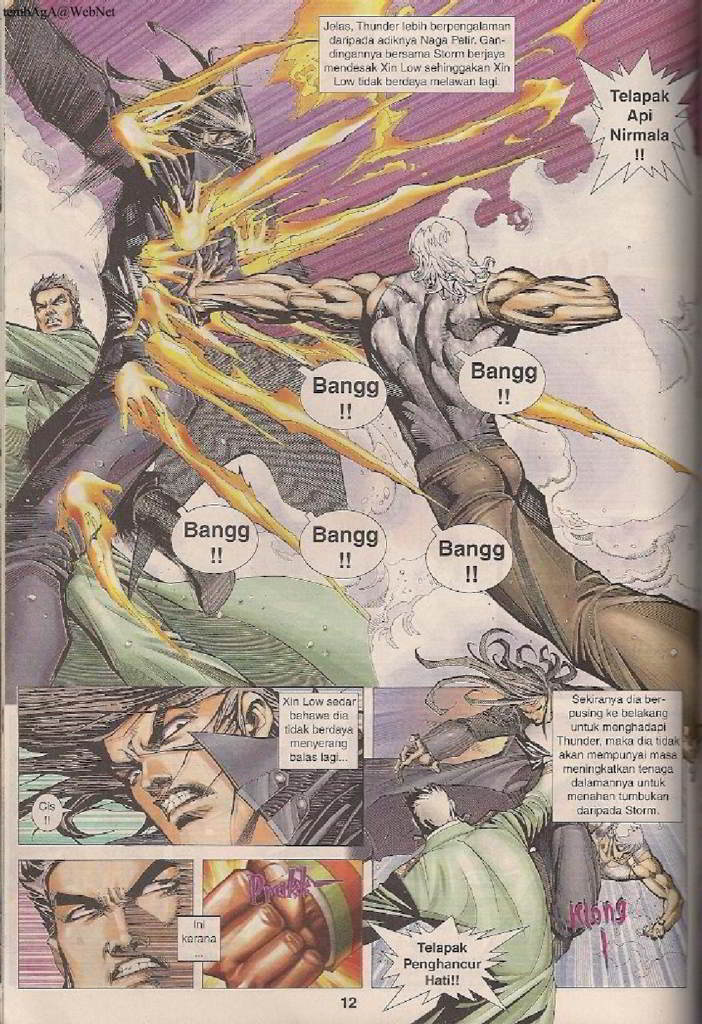 tembAgA@WebNet
Jelas, Thunder lebih berpengalaman
daripada adiknya Naga Petir. Gan-
dingannya bersama Storm berjaya
mendesak Xin Low sehinggakan Xin
Low tidak berdaya melawan lagi.
Telapak
Api
Nirmala
!!
Bangg
!!
Bangg
!!
Bangg
!!
Bangg
!!
Bangg
!!
Xin Low sedar
bahawa dia
tidak berdaya
menyerang
balas lagi...
Cis
!!
Sekiranya dia ber-
pusing ke belakang
untuk menghadapi
Thunder, maka dia tidak
akan mempunyai masa
meningkatkan tenaga
dalamannya untuk
menahan tumbukan
daripada Storm.
Ini
kerana
...
Prakk
Klang
!
Telapak
Penghancur
Hati!!
12